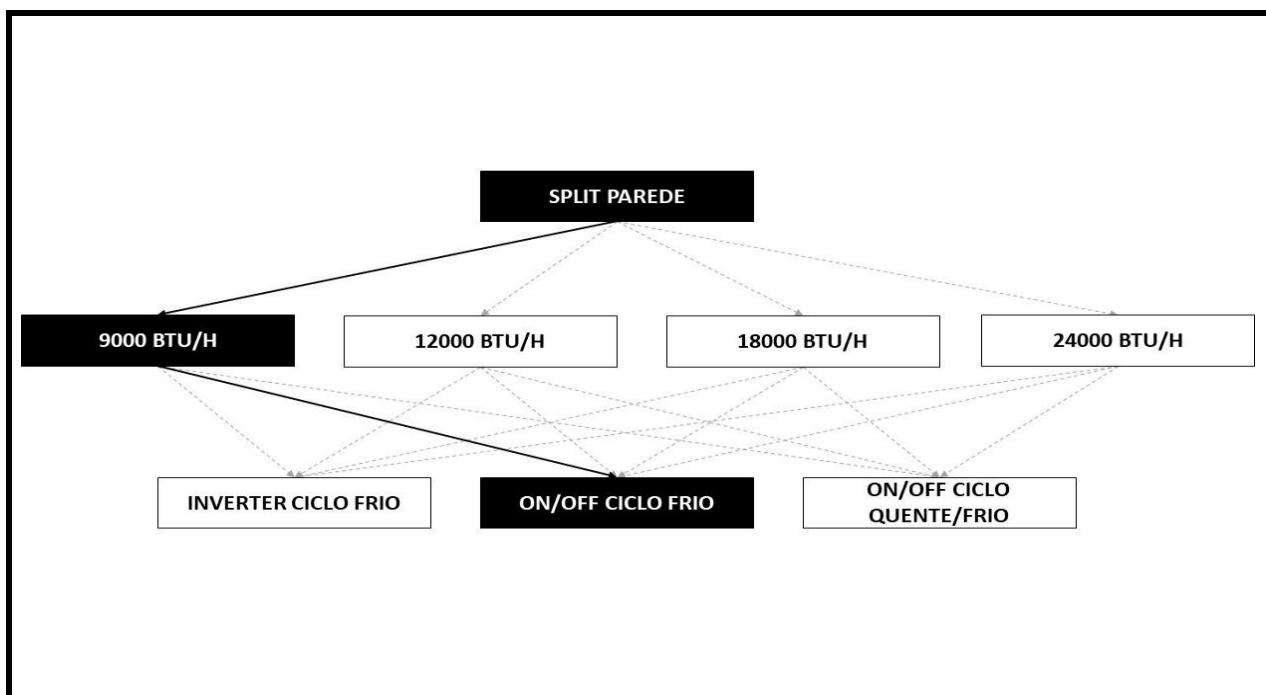 SPLIT PAREDE
9000 BTU/H
12000 BTU/H
18000 BTU/H
24000 BTU/H
INVERTER CICLO FRIO
ON/OFF CICLO FRIO
ON/OFF CICLO
QUENTE/FRIO